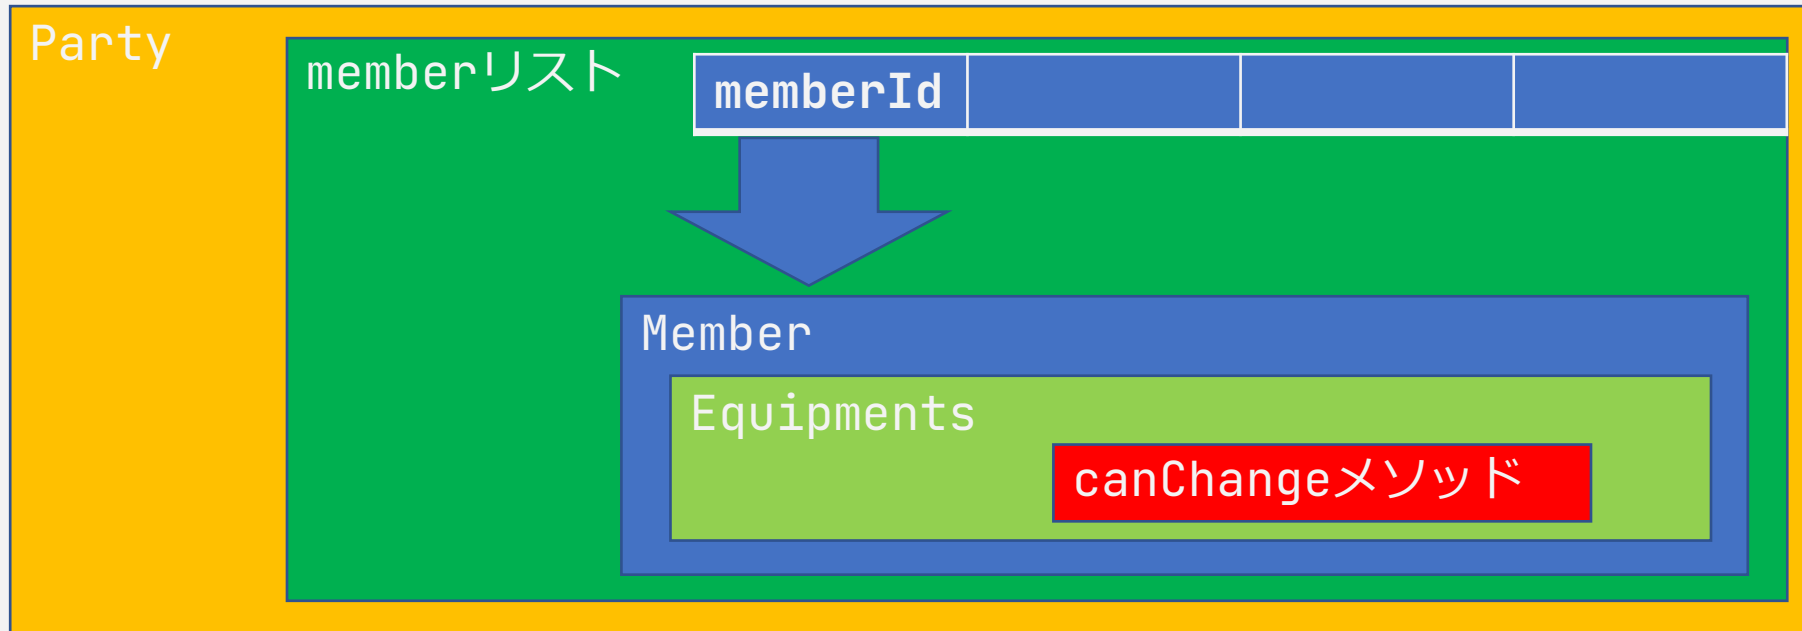 Party
memberリスト
memberId
Member
Equipments
canChangeメソッド